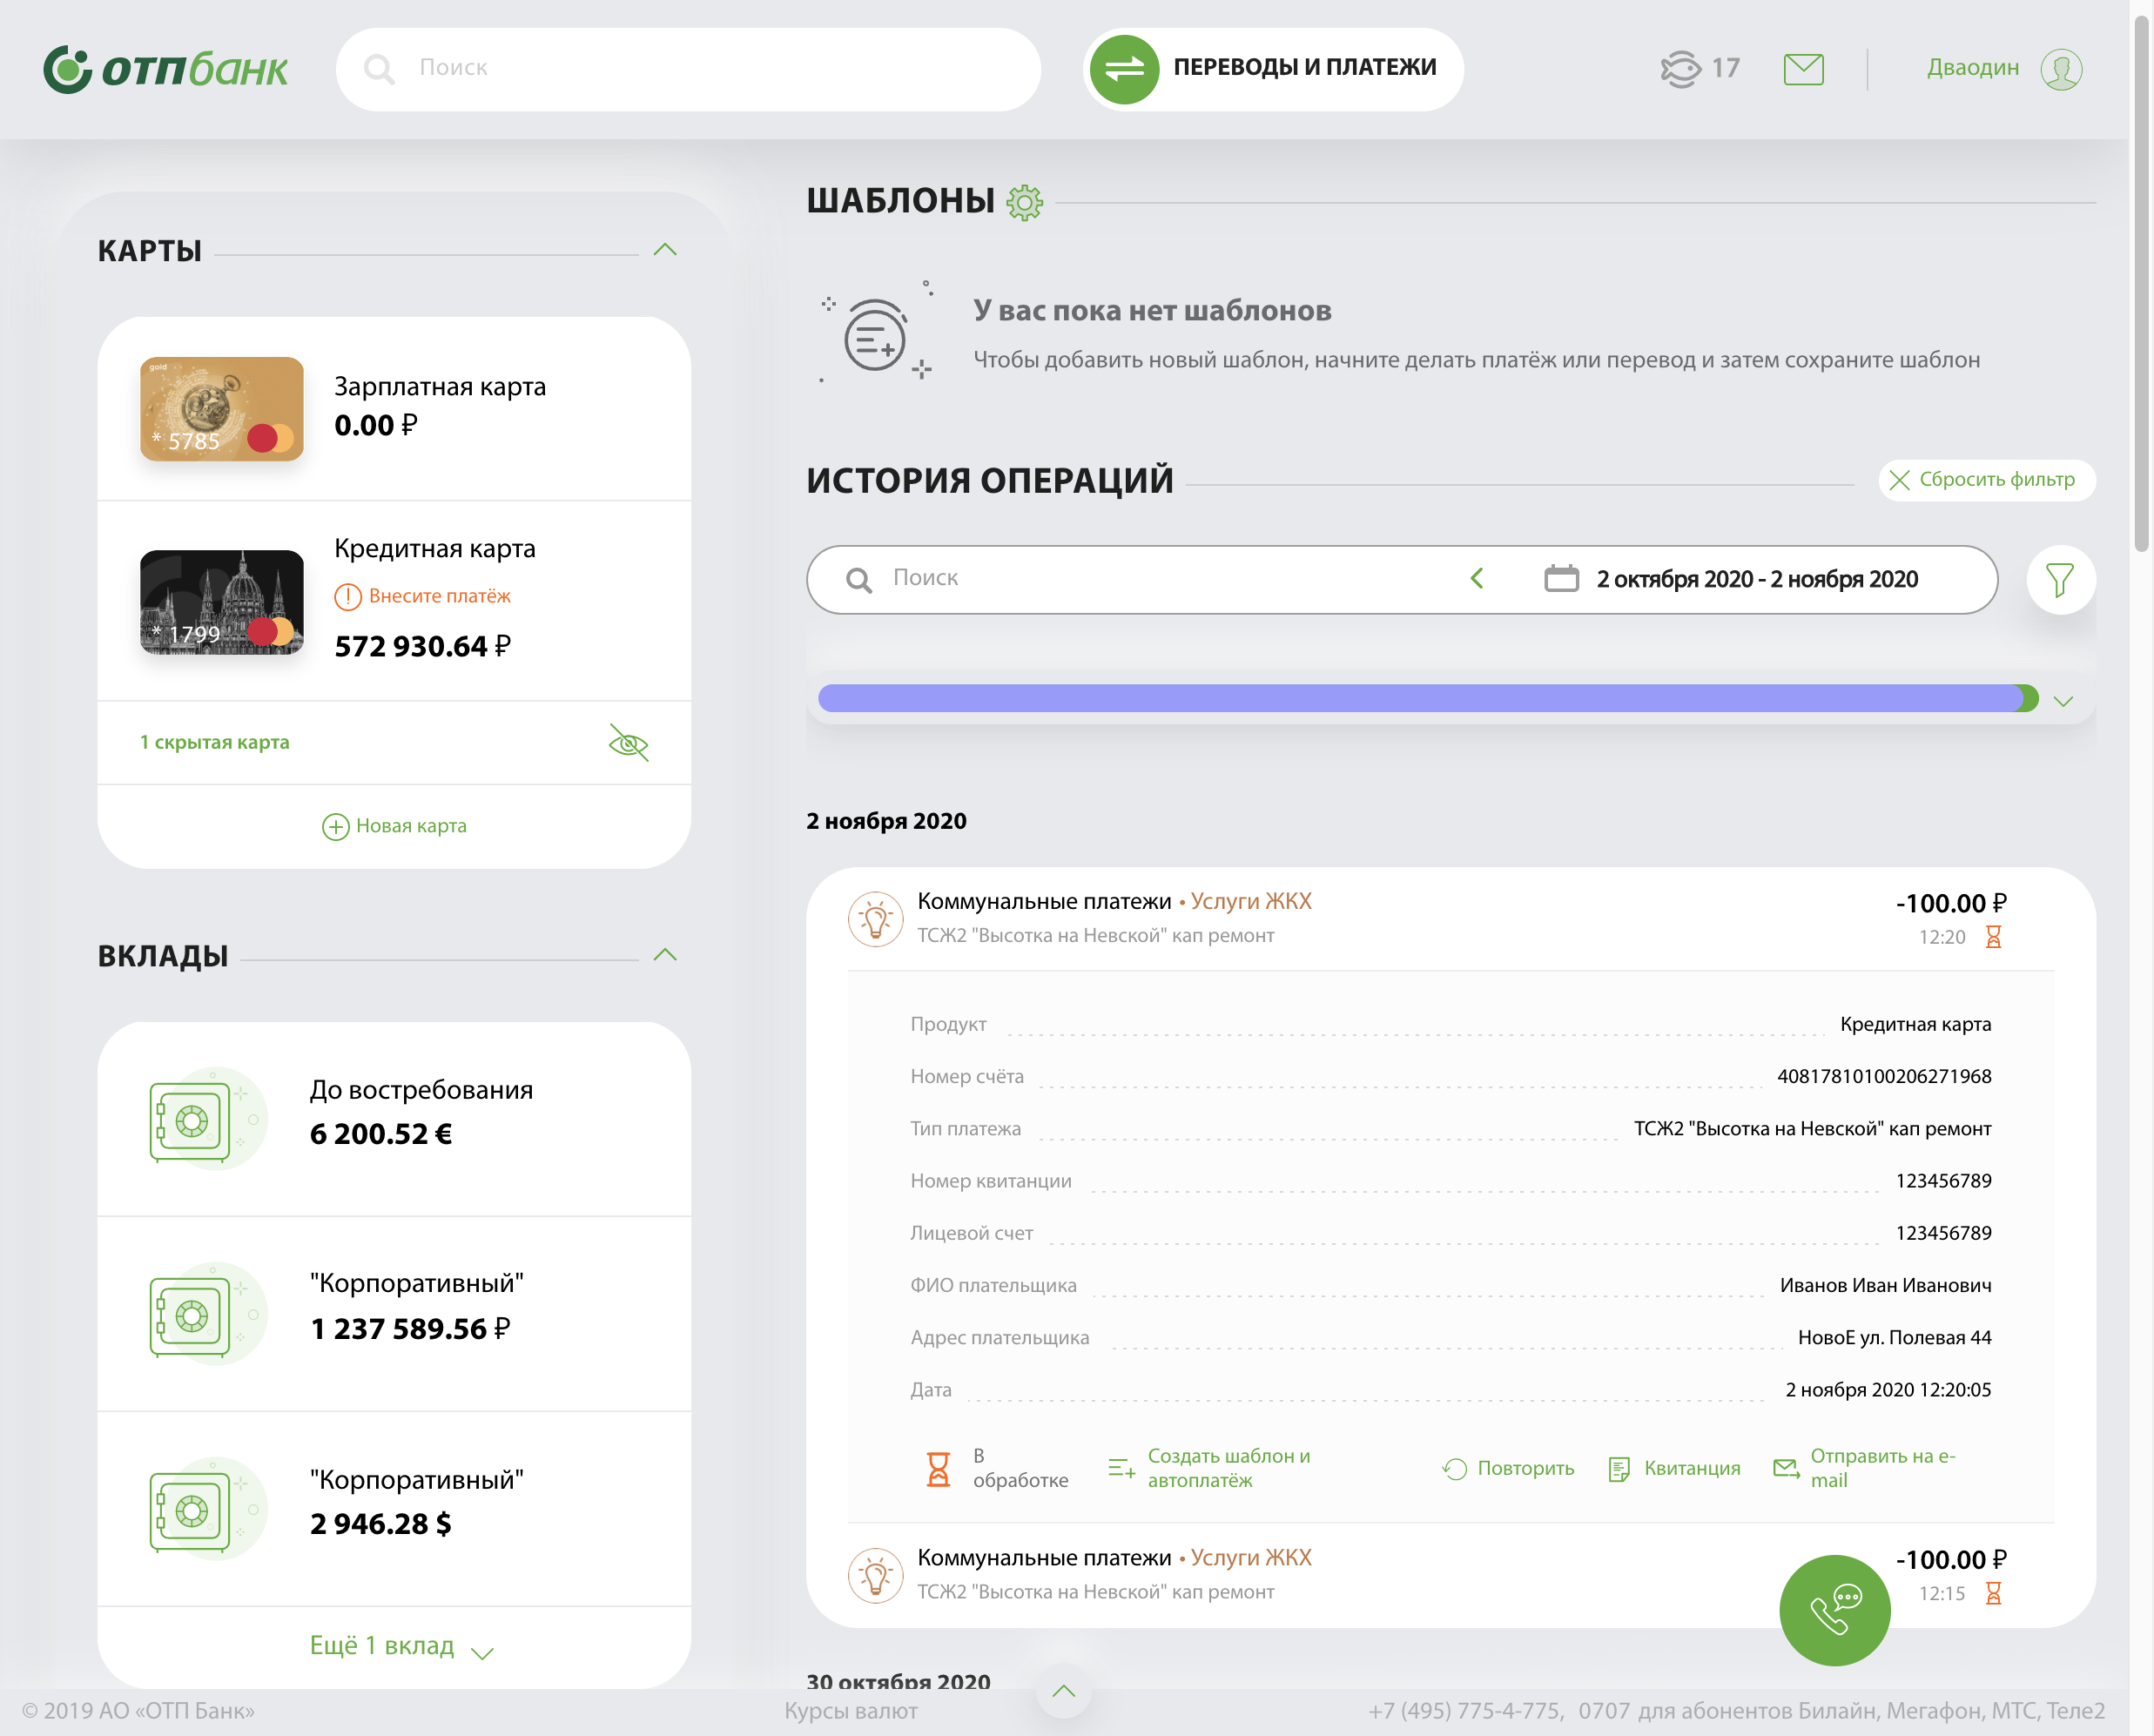 отпбанк
Поиск
ПЕРЕВОДЫ И ПЛАТЕЖИ
17
Дваодин
КАРТЫ
gold
* 5785
Зарплатная карта
0.00 ₽
* 1799
Кредитная карта
Внесите платёж
572 930.64 ₽
1 скрытая карта
Новая карта
ВКЛАДЫ
До востребования
6 200.52 €
"Корпоративный"
1 237 589.56 ₽
"Корпоративный"
2 946.28 $
Ещё 1 вклад
ШАБЛОНЫ
У вас пока нет шаблонов
Чтобы добавить новый шаблон, начните делать платёж или перевод и затем сохраните шаблон
ИСТОРИЯ ОПЕРАЦИЙ
Сбросить фильтр
Поиск
2 октября 2020 - 2 ноября 2020
2 ноября 2020
Коммунальные платежи • Услуги ЖКХ
-100.00 ₽
ТСЖ2 "Высотка на Невской" кап ремонт
12:20
Продукт Кредитная карта
Номер счёта 40817810100206271968
Тип платежа ТСЖ2 "Высотка на Невской" кап ремонт
Номер квитанции 123456789
Лицевой счет 123456789
ФИО плательщика Иванов Иван Иванович
Адрес плательщика НовоЕ ул. Полевая 44
Дата 2 ноября 2020 12:20:05
В
обработке
Создать шаблон и
автоплатёж
Повторить
Квитанция
Отправить на e-
mail
Коммунальные платежи • Услуги ЖКХ
-100.00 ₽
ТСЖ2 "Высотка на Невской" кап ремонт
12:15
30 октября 2020
© 2019 АО «ОТП Банк»
Курсы валют
+7 (495) 775-4-775, 0707 для абонентов Билайн, Мегафон, МТС, Теле2